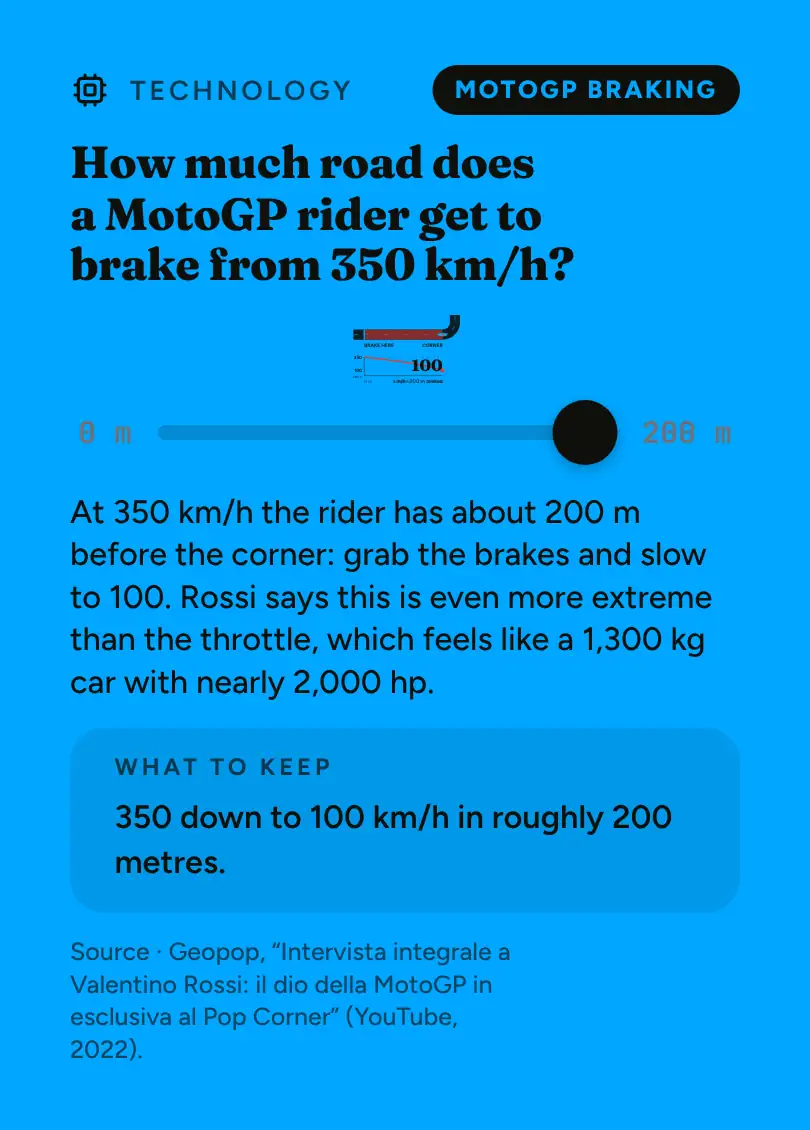 TECHNOLOGY
MOTOGP BRAKING
How much road does
a MotoGP rider get to
brake from 350 km/h?
BRAKE HERE
CORNER
350
100
100
0 m
200 m
At 350 km/h the rider has about 200 m
before the corner: grab the brakes and slow
to 100. Rossi says this is even more extreme
than the throttle, which feels like a 1,300 kg
car with nearly 2,000 hp.
WHAT TO KEEP
350 down to 100 km/h in roughly 200
metres.
Source · Geopop, “Intervista integrale a
Valentino Rossi: il dio della MotoGP in
esclusiva al Pop Corner” (YouTube,
2022).